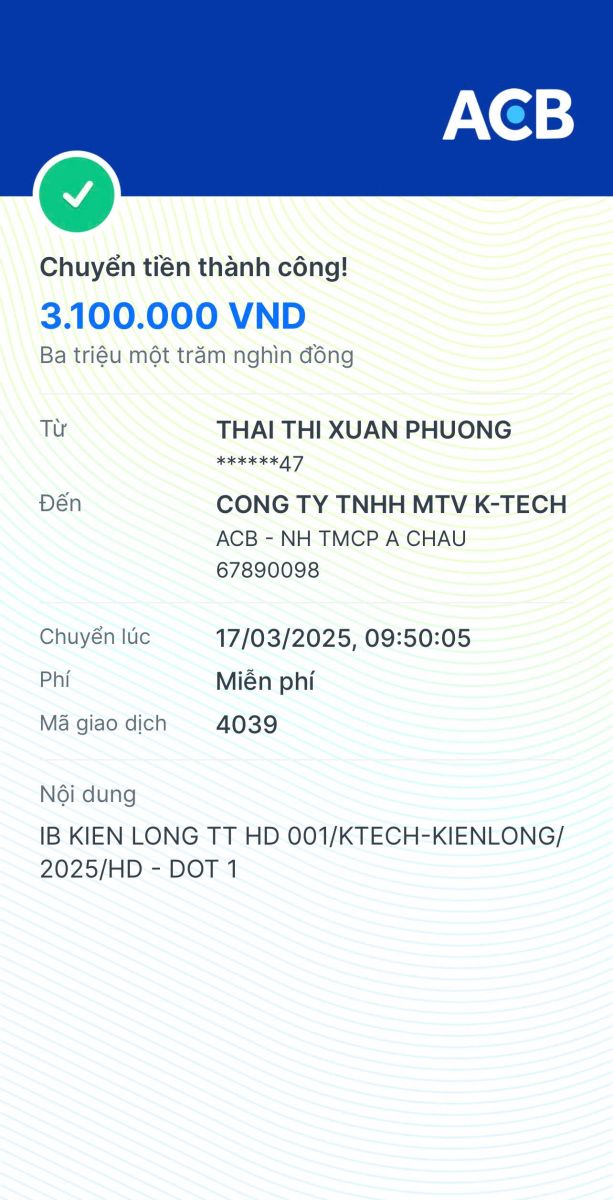 ACB
Chuyển tiền thành công!
3.100.000 VND
Ba triệu một trăm nghìn đồng
Từ
THAI THI XUAN PHUONG
******47
Đến
CONG TY TNHH MTV K-TECH
ACB - NH TMCP A CHAU
67890098
Chuyển lúc
17/03/2025, 09:50:05
Phí
Miễn phí
Mã giao dịch
4039
Nội dung
IB KIEN LONG TT HD 001/KTECH-KIENLONG/
2025/HD - DOT 1